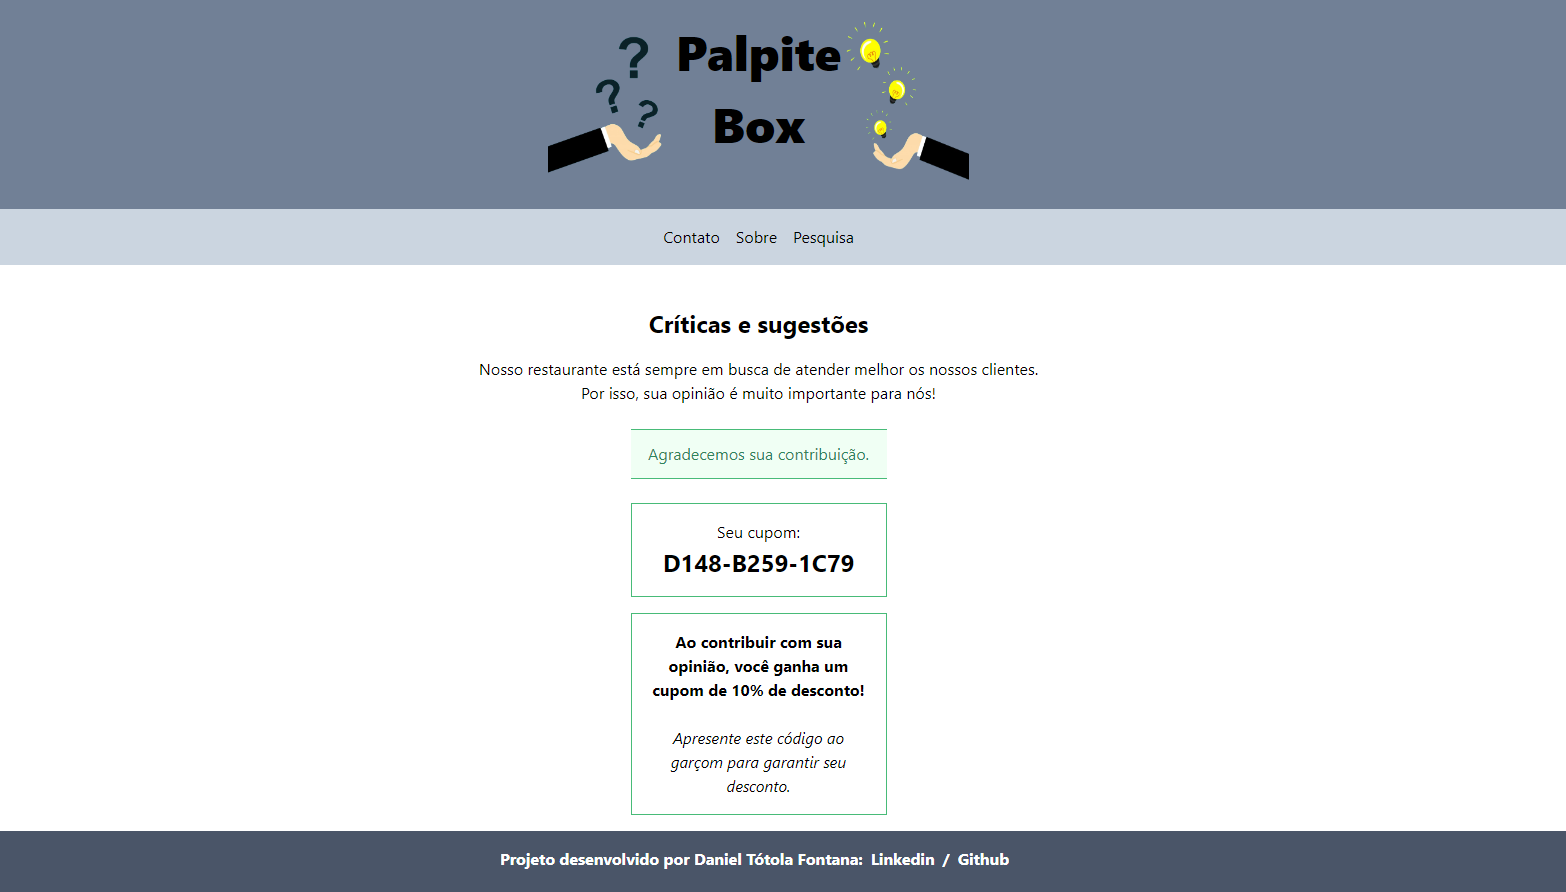 ? Palpite
? ? Box
Contato Sobre Pesquisa
Críticas e sugestões
Nosso restaurante está sempre em busca de atender melhor os nossos clientes.
Por isso, sua opinião é muito importante para nós!
Agradecemos sua contribuição.
Seu cupom:
D148-B259-1C79
Ao contribuir com sua
opinião, você ganha um
cupom de 10% de desconto!
Apresente este código ao
garçom para garantir seu
desconto.
Projeto desenvolvido por Daniel Tótola Fontana: Linkedin / Github